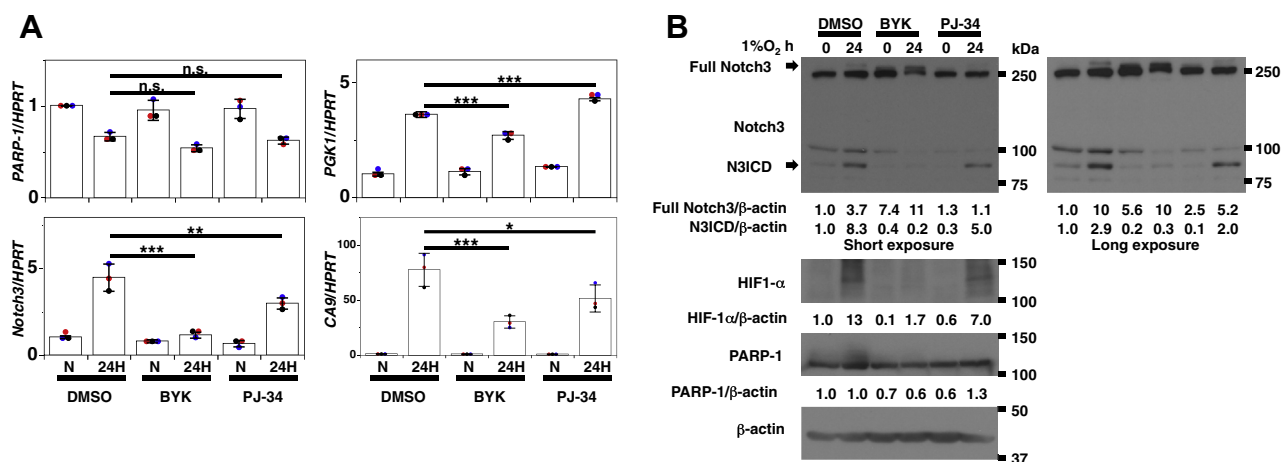 A
n.s.
n.s.
PARP-1/HPRT
1
0
***
***
PGK1/HPRT
5
0
**
***
Notch3/HPRT
5
0
N 24H N 24H N 24H
DMSO BYK PJ-34
*
***
CA9/HPRT
100
75
50
25
0
N 24H N 24H N 24H
DMSO BYK PJ-34
B
DMSO BYK PJ-34
1%O2 h 0 24 0 24 0 24 kDa
Full Notch3 250 250
Notch3
100 100
N3ICD
75 75
Full Notch3/β-actin 1.0 3.7 7.4 11 1.3 1.1 1.0 10 5.6 10 2.5 5.2
N3ICD/β-actin 1.0 8.3 0.4 0.2 0.3 5.0 1.0 2.9 0.2 0.3 0.1 2.0
Short exposure Long exposure
150
HIF1-α
100
HIF-1α/β-actin 1.0 13 0.1 1.7 0.6 7.0
150
PARP-1
100
PARP-1/β-actin 1.0 1.0 0.7 0.6 0.6 1.3
50
β-actin
37